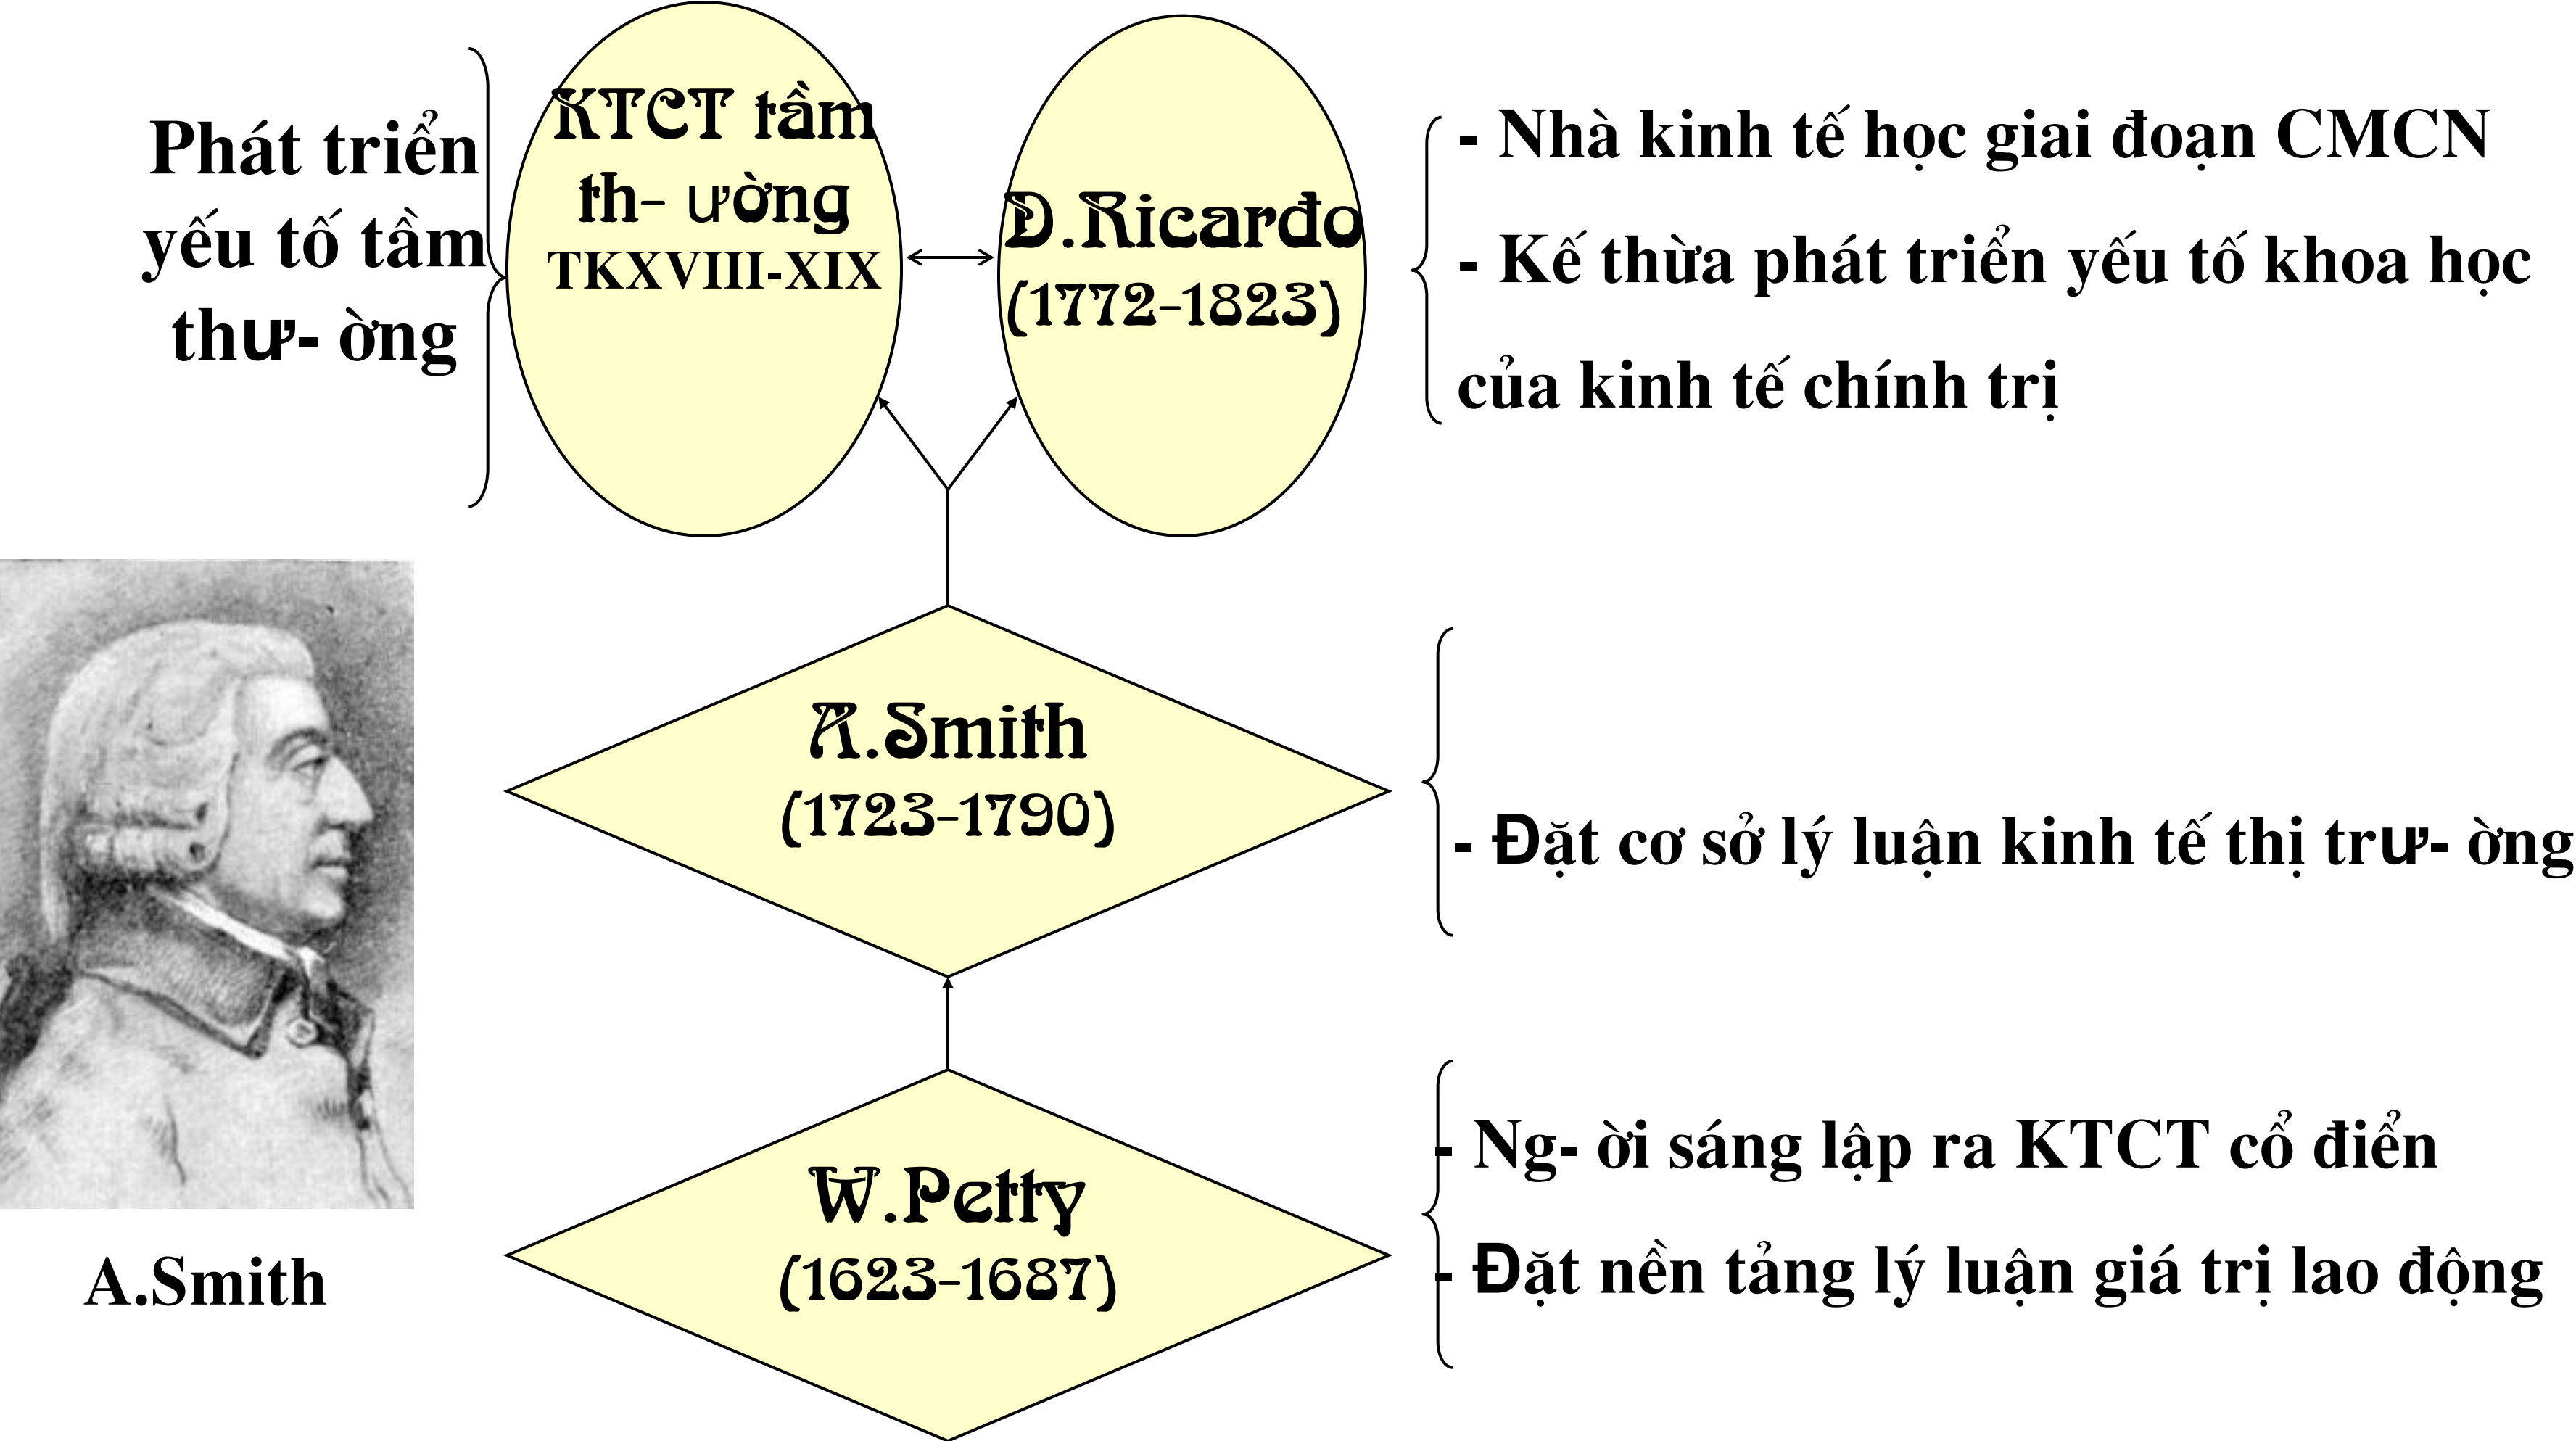 Phát triển
yếu tố tầm
thư- ờng
KTCT tầm
th- ường
TKXVIII-XIX
D.Ricarđo
(1772-1823)
- Nhà kinh tế học giai đoạn CMCN
- Kế thừa phát triển yếu tố khoa học
của kinh tế chính trị
A.Smith
(1723-1790)
- Đặt cơ sở lý luận kinh tế thị trư- ờng
W.Petty
(1623-1687)
- Ng- ời sáng lập ra KTCT cổ điển
- Đặt nền tảng lý luận giá trị lao động
A.Smith